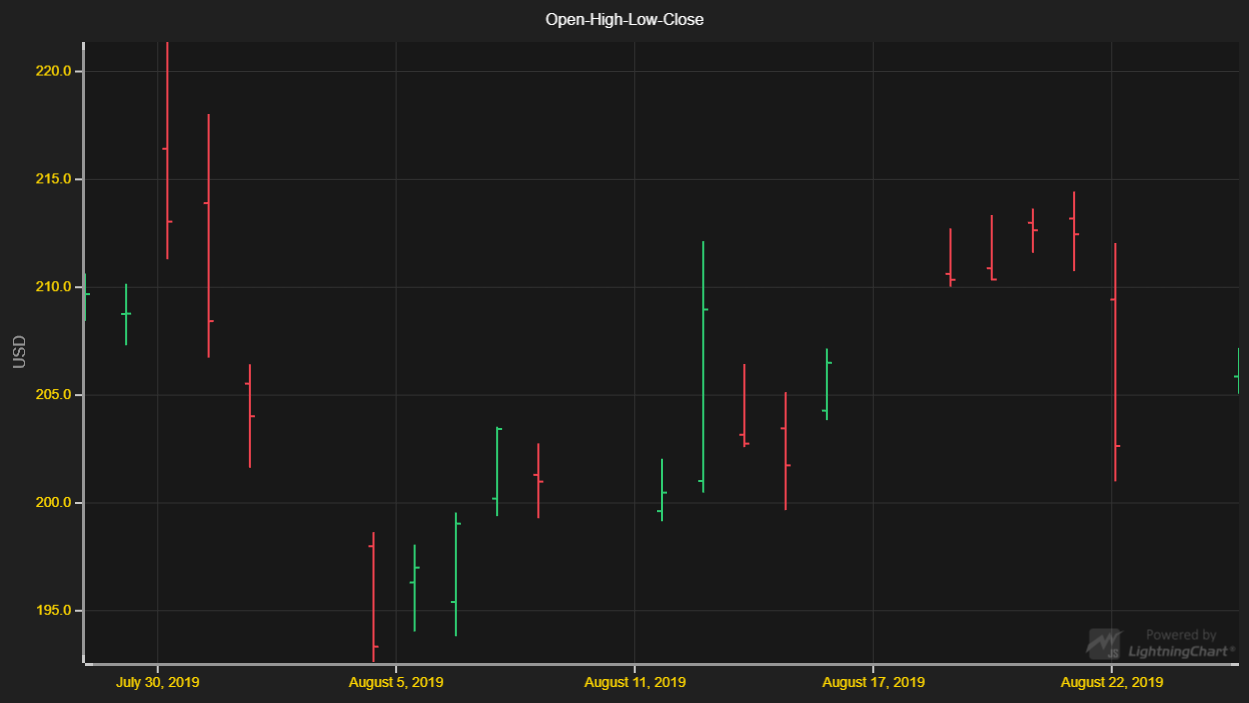 Open-High-Low-Close
220.0
215.0
210.0
205.0
200.0
195.0
USD
July 30, 2019
August 5, 2019
August 11, 2019
August 17, 2019
August 22, 2019
JS
Powered by
LightningChart®